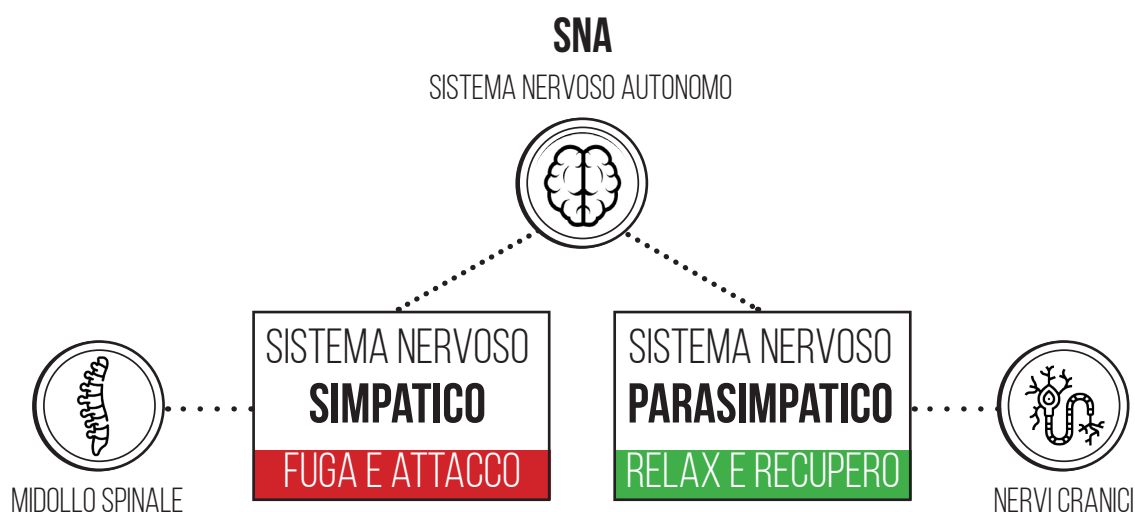 SNA
SISTEMA NERVOSO AUTONOMO
SISTEMA NERVOSO
SIMPATICO
FUGA E ATTACCO
SISTEMA NERVOSO
PARASIMPATICO
RELAX E RECUPERO
MIDOLLO SPINALE
NERVI CRANICI